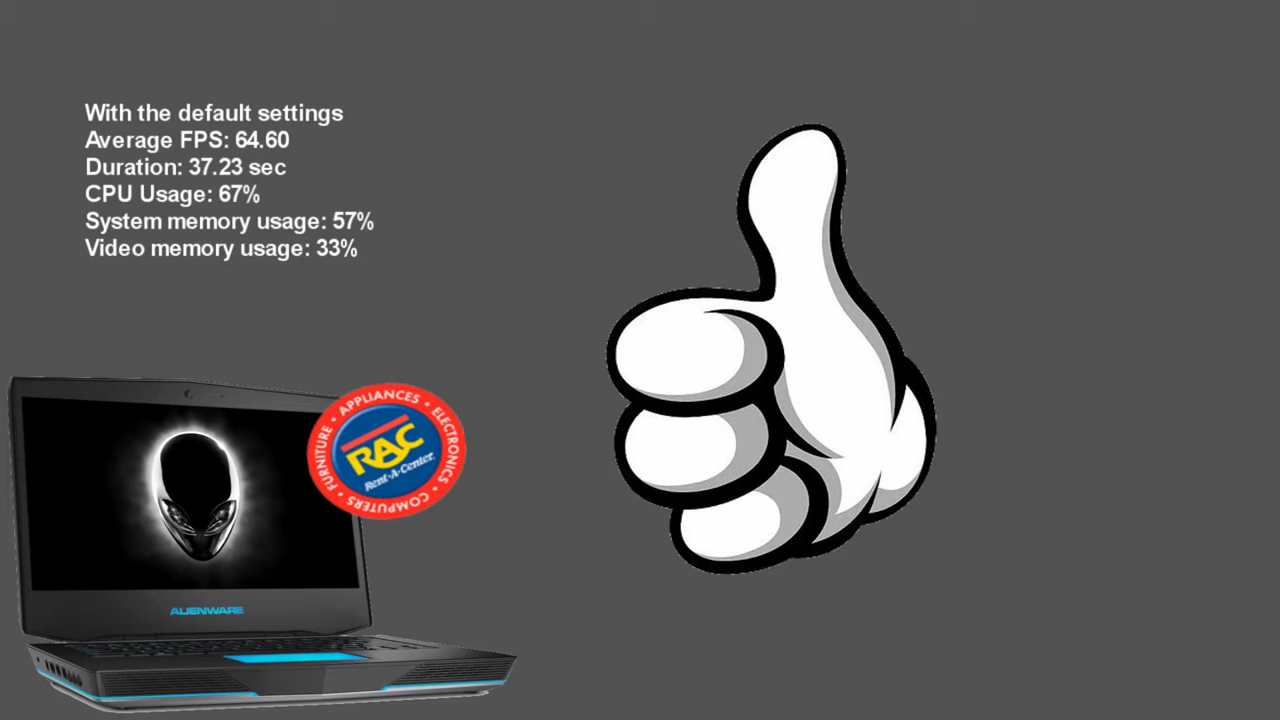 With the default settings
Average FPS: 64.60
Duration: 37.23 sec
CPU Usage: 67%
System memory usage: 57%
Video memory usage: 33%
APPLIANCES • ELECTRONICS • COMPUTERS • FURNITURE •
RAC
Rent-A-Center
ALIENWARE